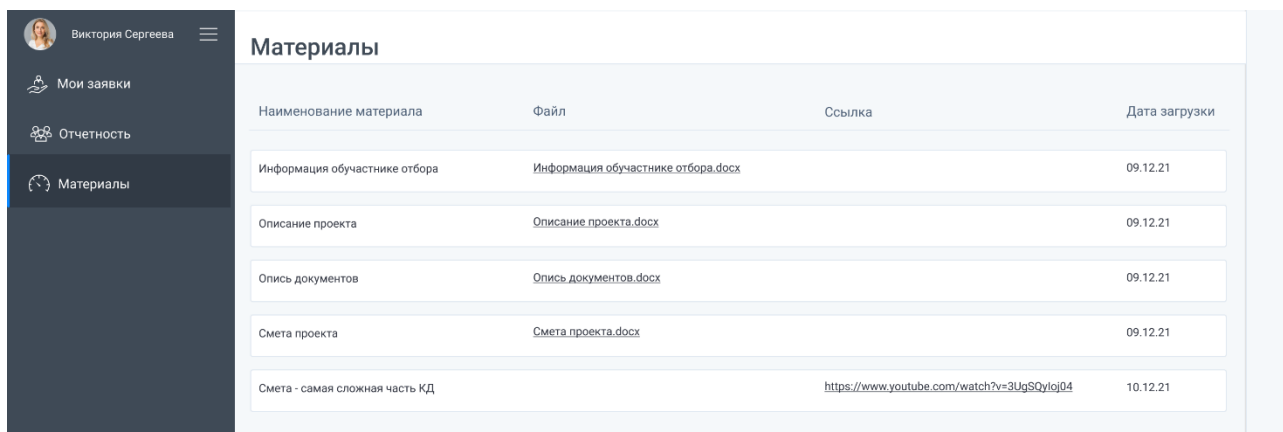 Виктория Сергеева
Материалы
Мои заявки
Отчетность
Материалы
Наименование материала Файл Ссылка Дата загрузки
Информация обучастнике отбора Информация обучастнике отбора.docx 09.12.21
Описание проекта Описание проекта.docx 09.12.21
Опись документов Опись документов.docx 09.12.21
Смета проекта Смета проекта.docx 09.12.21
Смета - самая сложная часть КД https://www.youtube.com/watch?v=3UgSQyIoj04 10.12.21